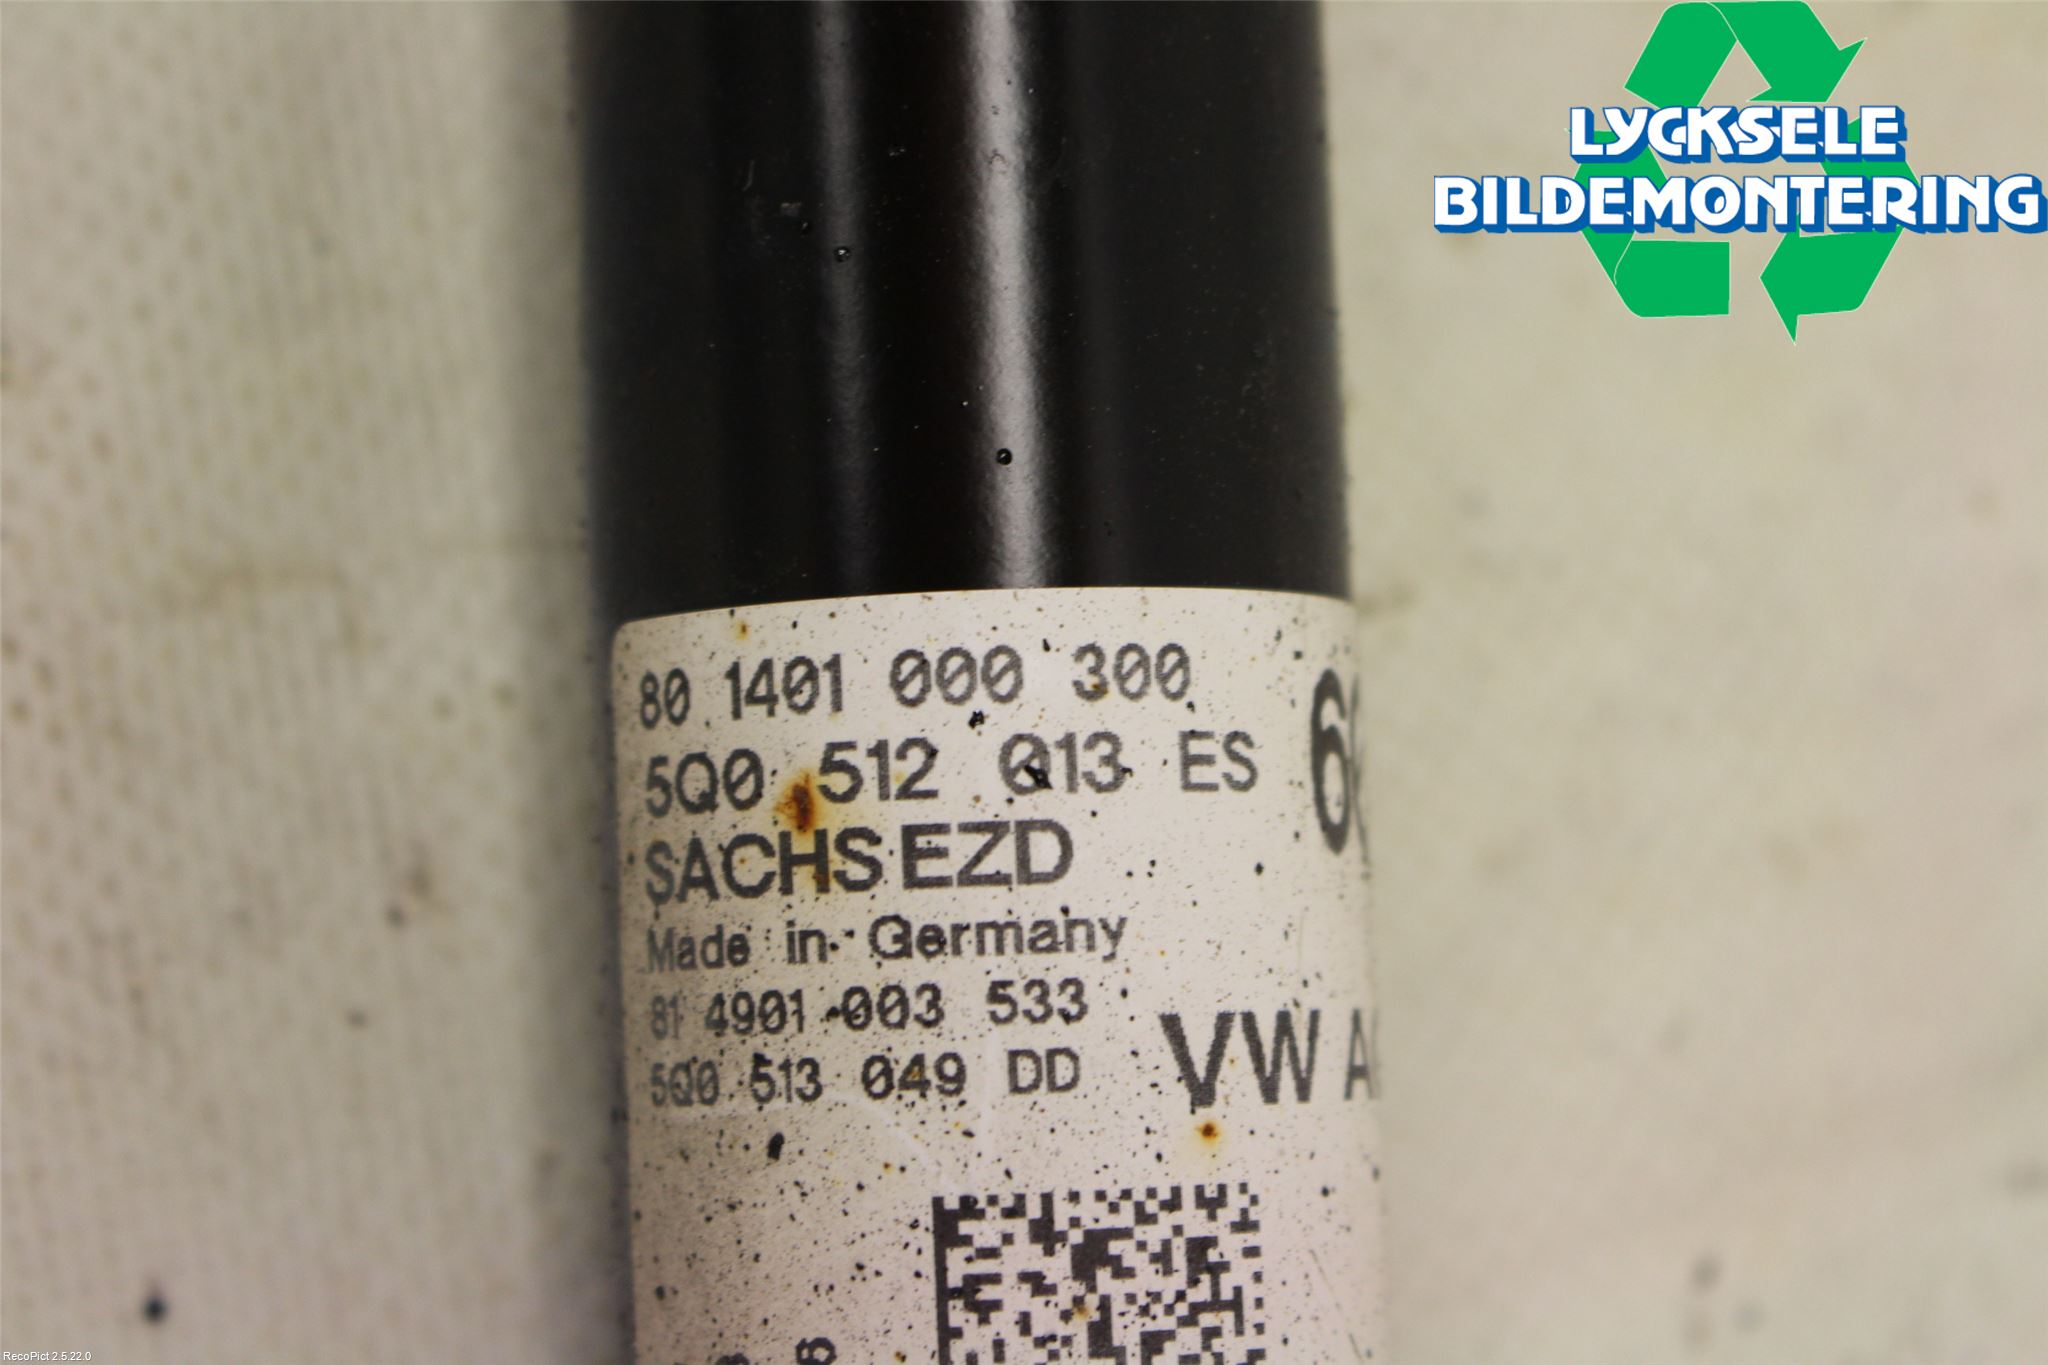 LYCKSELE
BILDEMONTERING
80 1401 000 300
5Q0 512 013 ES
SACHS EZD
Made in Germany
81 4901 003 533
5Q0 513 049 DD
VW
RecoPict 2.5.22.0